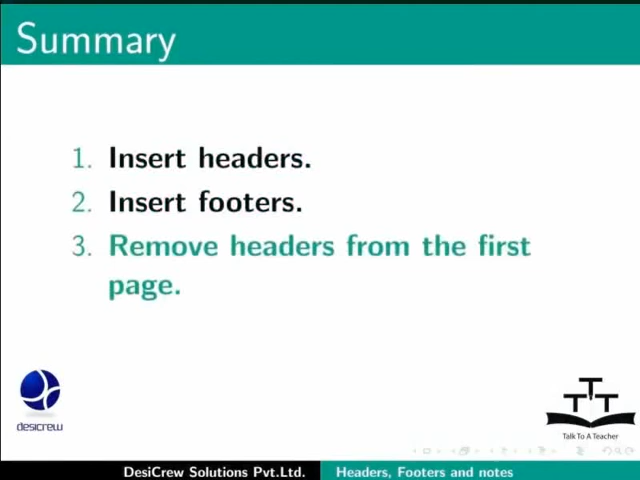 Summary
1. Insert headers.
2. Insert footers.
3. Remove headers from the first
page.
desicrew
TTT
Talk To A Teacher
DesiCrew Solutions Pvt.Ltd. Headers, Footers and notes